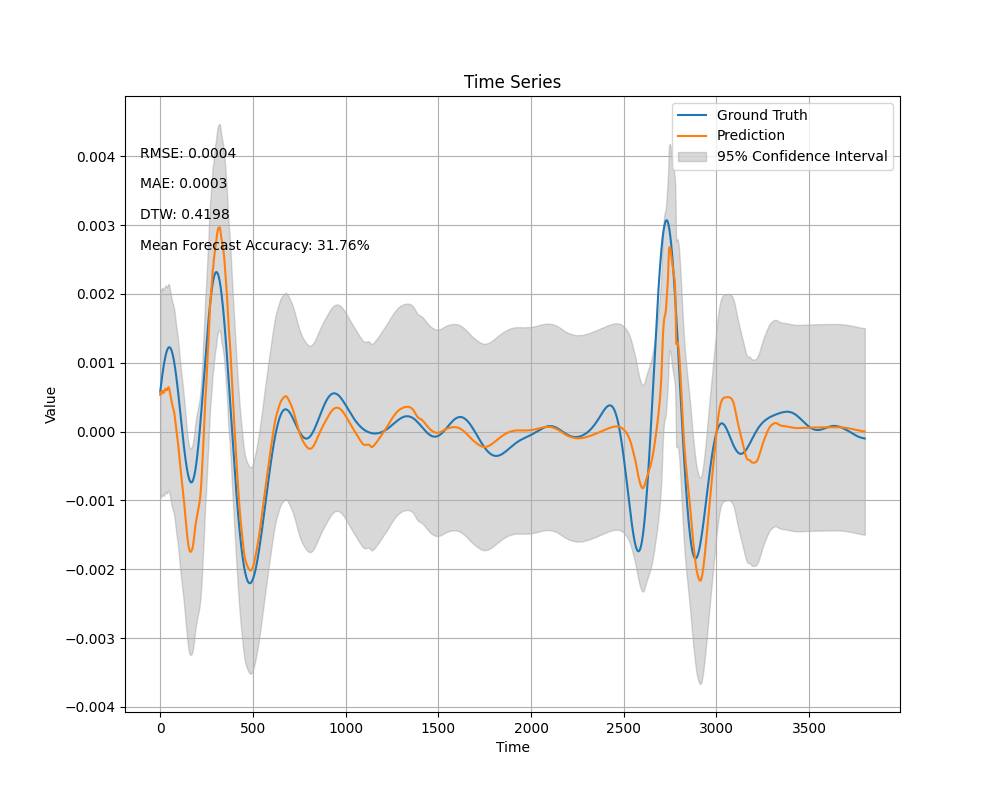 Time Series
Ground Truth
Prediction
95% Confidence Interval
RMSE: 0.0004
MAE: 0.0003
DTW: 0.4198
Mean Forecast Accuracy: 31.76%
Value
0.004
0.003
0.002
0.001
0.000
−0.001
−0.002
−0.003
−0.004
0 500 1000 1500 2000 2500 3000 3500
Time